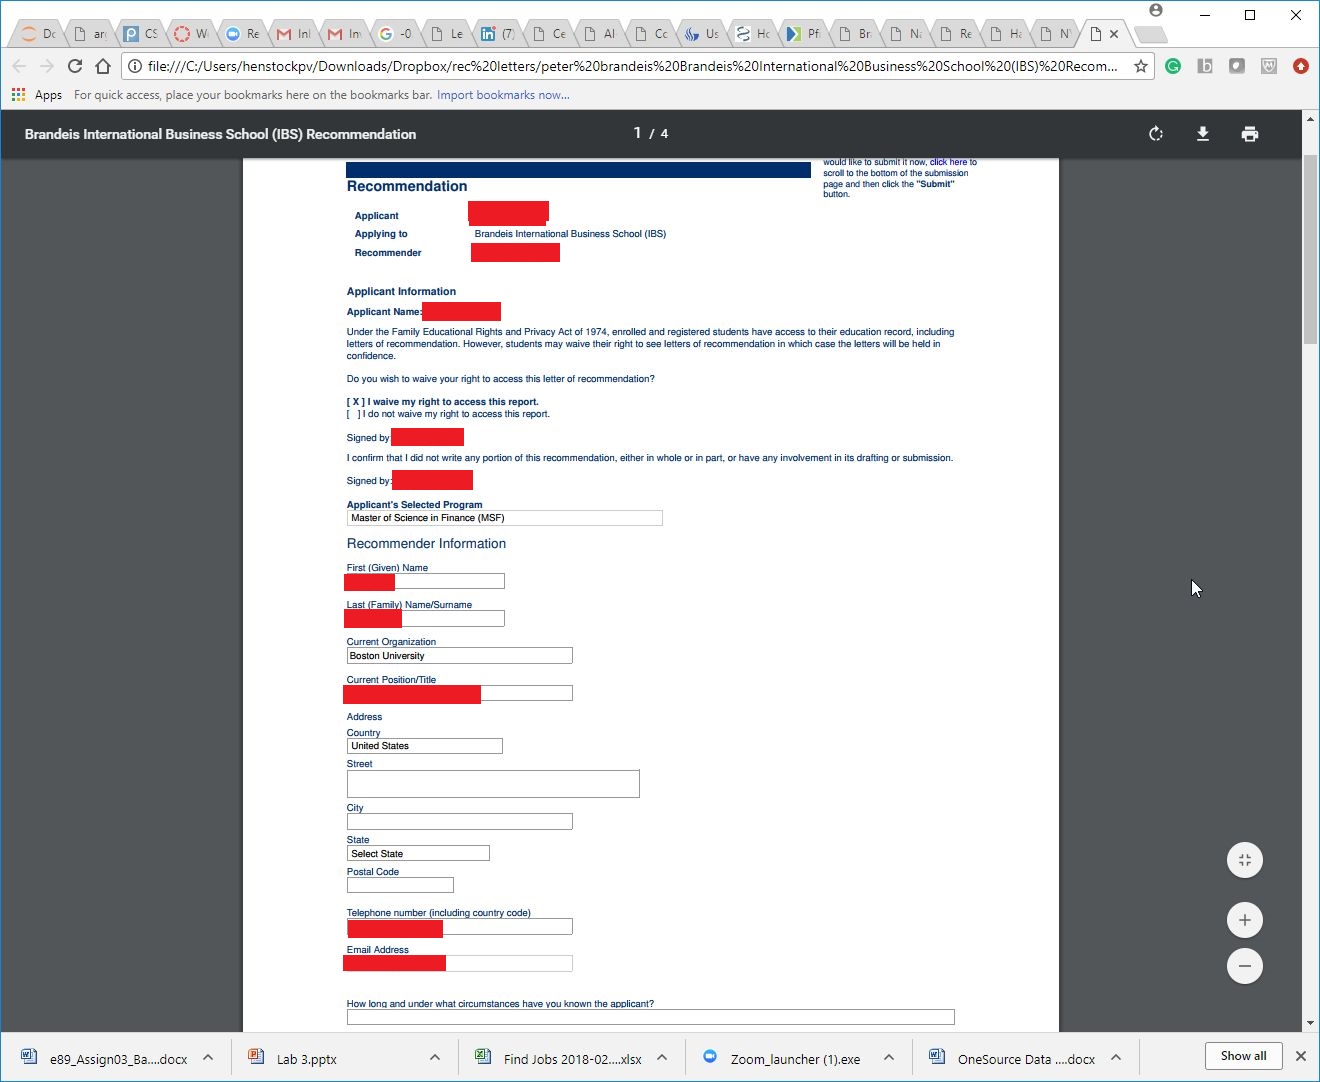 Dc
ar
CS
W
Re
Inl
Inv
-0
Le
(7)
Ce
AI
Cc
Us
Hc
Pfi
Br
Na
Re
Ha
N
file:///C:/Users/henstockpv/Downloads/Dropbox/rec%20letters/peter%20brandeis%20Brandeis%20International%20Business%20School%20(IBS)%20Recom...
Apps For quick access, place your bookmarks here on the bookmarks bar. Import bookmarks now...
Brandeis International Business School (IBS) Recommendation
1 / 4
would like to submit it now, click here to
scroll to the bottom of the submission
page and then click the "Submit"
button.
Recommendation
Applicant
Applying to Brandeis International Business School (IBS)
Recommender
Applicant Information
Applicant Name:
Under the Family Educational Rights and Privacy Act of 1974, enrolled and registered students have access to their education record, including
letters of recommendation. However, students may waive their right to see letters of recommendation in which case the letters will be held in
confidence.
Do you wish to waive your right to access this letter of recommendation?
[ X ] I waive my right to access this report.
[ ] I do not waive my right to access this report.
Signed by
I confirm that I did not write any portion of this recommendation, either in whole or in part, or have any involvement in its drafting or submission.
Signed by:
Applicant's Selected Program
Master of Science in Finance (MSF)
Recommender Information
First (Given) Name
Last (Family) Name/Surname
Current Organization
Boston University
Current Position/Title
Address
Country
United States
Street
City
State
Select State
Postal Code
Telephone number (including country code)
Email Address
How long and under what circumstances have you known the applicant?
e89_Assign03_Ba....docx
Lab 3.pptx
Find Jobs 2018-02....xlsx
Zoom_launcher (1).exe
OneSource Data ....docx
Show all